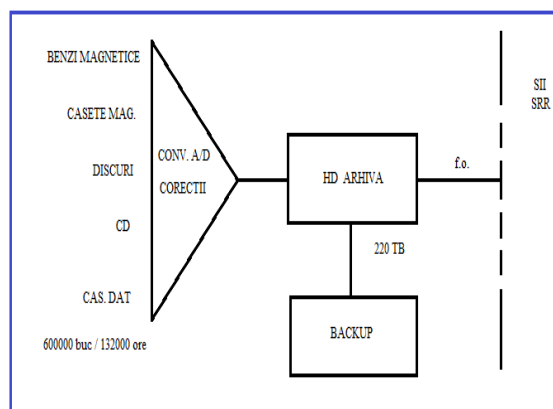 BENZI MAGNETICE
CASETE MAG.
DISCURI
CD
CAS. DAT
600000 buc / 132000 ore
CONV. A/D
CORECTII
HD ARHIVA
220 TB
BACKUP
f.o.
SII
SRR